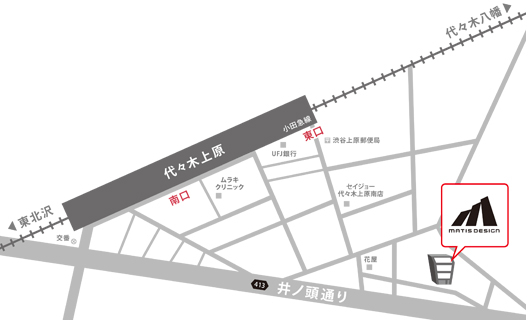 代々木八幡
小田急線
東口
渋谷上原郵便局
UFJ銀行
代々木上原
ムラキ
クリニック
南口
セイジョー
代々木上原南店
東北沢
交番
MATIS DESIGN
花屋
413
井ノ頭通り